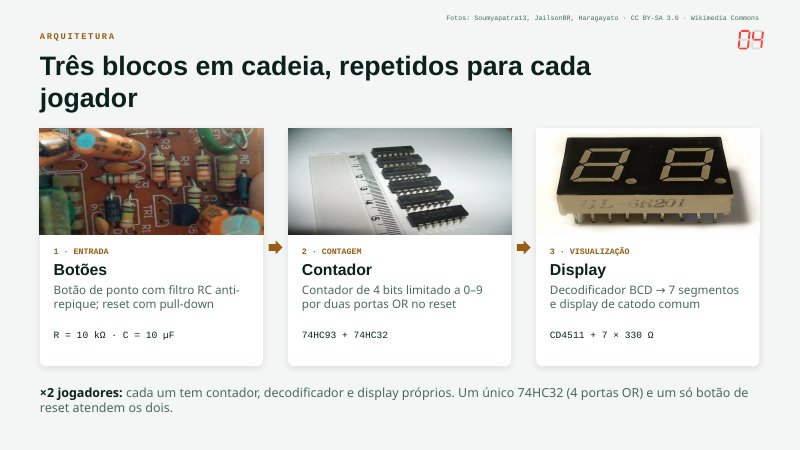 Fotos: Soumyapatra13, JailsonBR, Haragayato · CC BY-SA 3.0 · Wikimedia Commons
ARQUITETURA
04
Três blocos em cadeia, repetidos para cada
jogador
1 · ENTRADA
Botões
Botão de ponto com filtro RC anti-
repique; reset com pull-down
R = 10 kΩ · C = 10 µF
2 · CONTAGEM
Contador
Contador de 4 bits limitado a 0–9
por duas portas OR no reset
74HC93 + 74HC32
8.8.
3 · VISUALIZAÇÃO
Display
Decodificador BCD → 7 segmentos
e display de catodo comum
CD4511 + 7 × 330 Ω
×2 jogadores: cada um tem contador, decodificador e display próprios. Um único 74HC32 (4 portas OR) e um só botão de
reset atendem os dois.